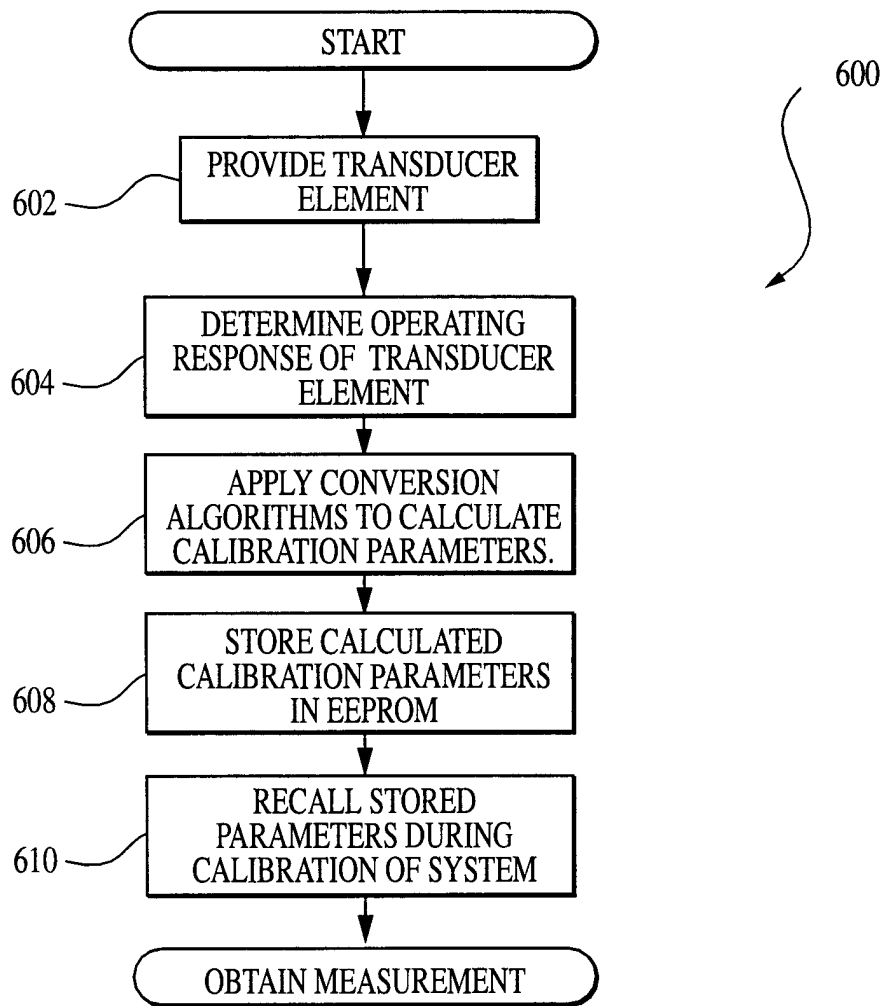 START
600
PROVIDE TRANSDUCER
ELEMENT
602
DETERMINE OPERATING
RESPONSE OF TRANSDUCER
ELEMENT
604
APPLY CONVERSION
ALGORITHMS TO CALCULATE
CALIBRATION PARAMETERS.
606
STORE CALCULATED
CALIBRATION PARAMETERS
IN EEPROM
608
RECALL STORED
PARAMETERS DURING
CALIBRATION OF SYSTEM
610
OBTAIN MEASUREMENT